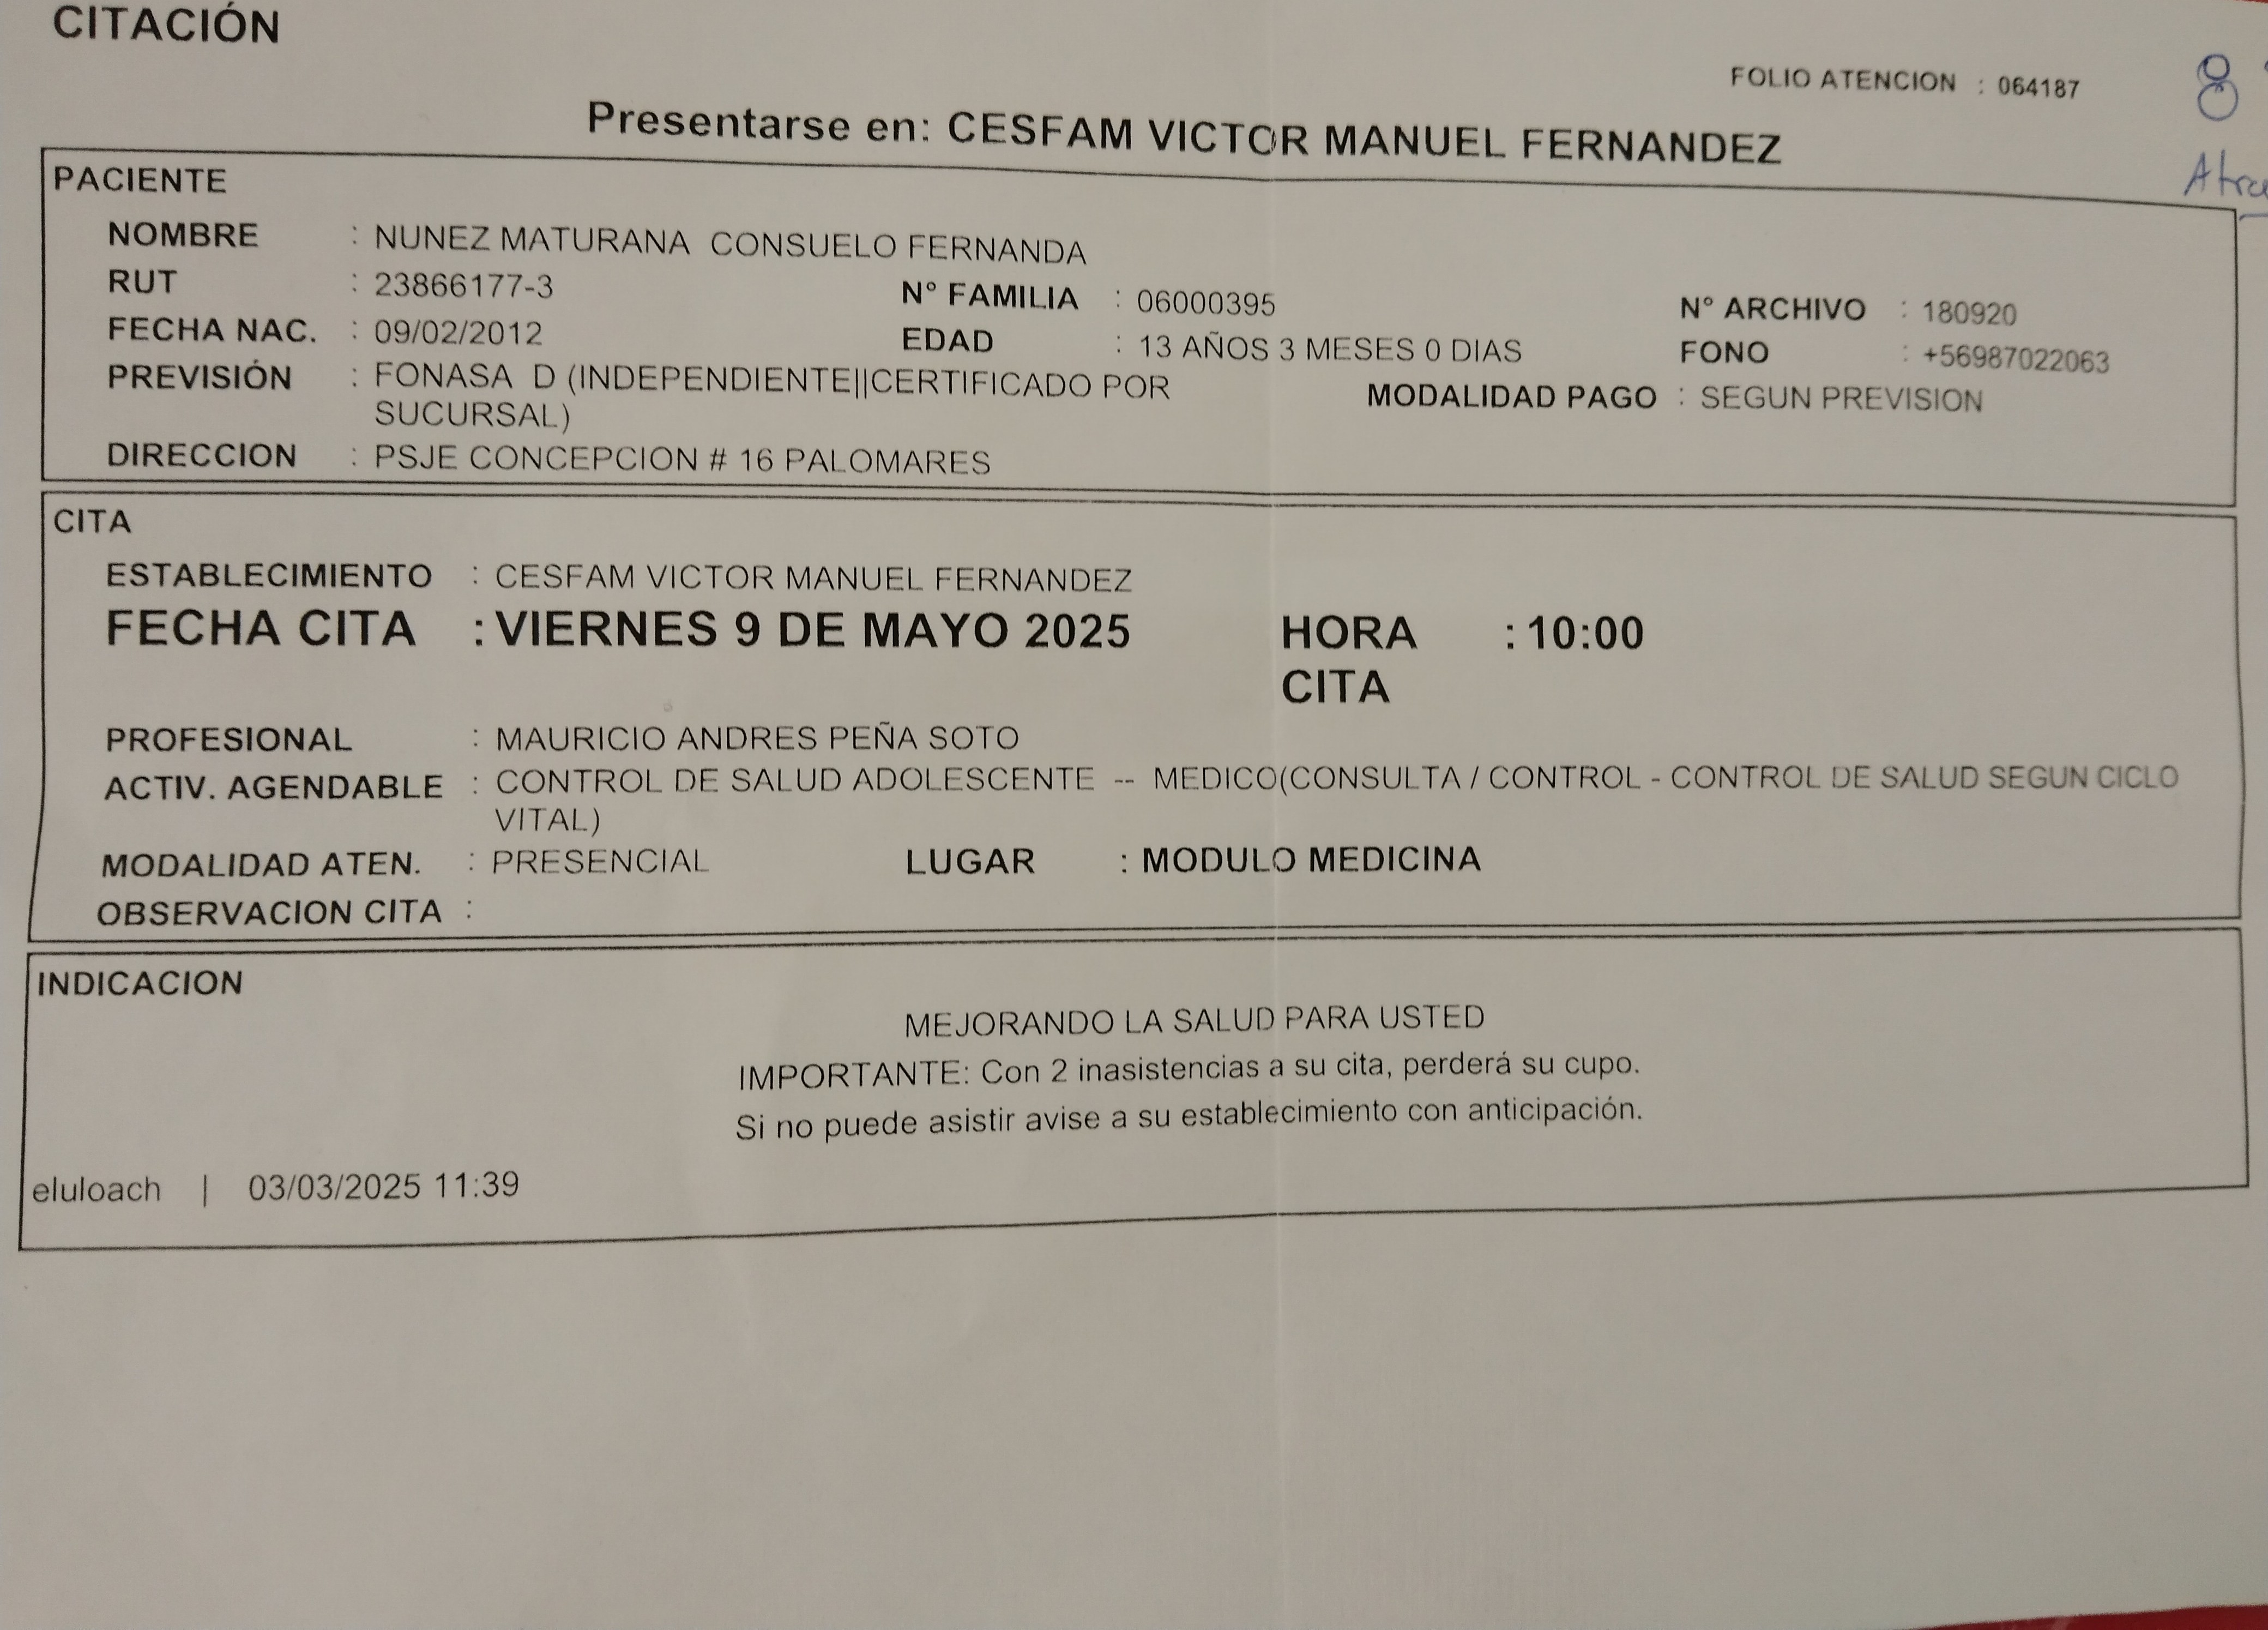 CITACIÓN
FOLIO ATENCION : 064187
8
Presentarse en: CESFAM VICTOR MANUEL FERNANDEZ
PACIENTE
NOMBRE : NUNEZ MATURANA CONSUELO FERNANDA
RUT : 23866177-3 N° FAMILIA : 06000395 N° ARCHIVO : 180920
FECHA NAC. : 09/02/2012 EDAD : 13 AÑOS 3 MESES 0 DIAS FONO : +56987022063
PREVISIÓN : FONASA D (INDEPENDIENTE||CERTIFICADO POR SUCURSAL) MODALIDAD PAGO : SEGUN PREVISION
DIRECCION : PSJE CONCEPCION # 16 PALOMARES
CITA
ESTABLECIMIENTO : CESFAM VICTOR MANUEL FERNANDEZ
FECHA CITA : VIERNES 9 DE MAYO 2025 HORA CITA : 10:00
PROFESIONAL : MAURICIO ANDRES PEÑA SOTO
ACTIV. AGENDABLE : CONTROL DE SALUD ADOLESCENTE -- MEDICO(CONSULTA / CONTROL - CONTROL DE SALUD SEGUN CICLO
VITAL)
MODALIDAD ATEN. : PRESENCIAL LUGAR : MODULO MEDICINA
OBSERVACION CITA :
INDICACION
MEJORANDO LA SALUD PARA USTED
IMPORTANTE: Con 2 inasistencias a su cita, perderá su cupo.
Si no puede asistir avise a su establecimiento con anticipación.
eluloach | 03/03/2025 11:39